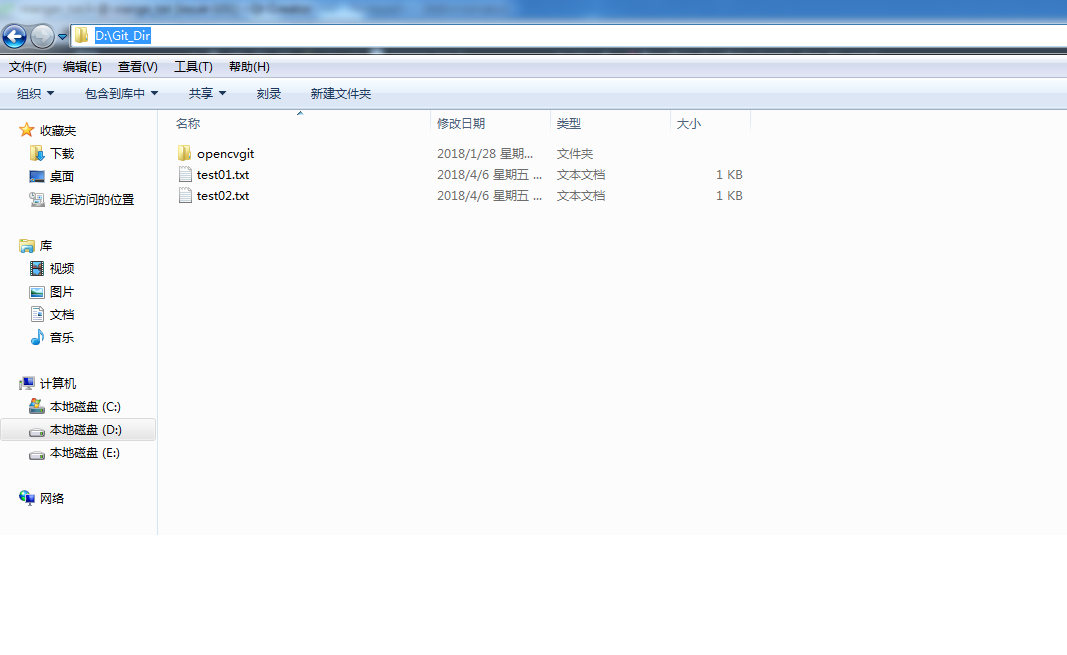 D:\Git_Dir
文件(F) 编辑(E) 查看(V) 工具(T) 帮助(H)
组织 包含到库中 共享 刻录 新建文件夹
收藏夹
下载
桌面
最近访问的位置
库
视频
图片
文档
音乐
计算机
本地磁盘 (C:)
本地磁盘 (D:)
本地磁盘 (E:)
网络
名称 修改日期 类型 大小
opencvgit 2018/1/28 星期... 文件夹
test01.txt 2018/4/6 星期五 ... 文本文档 1 KB
test02.txt 2018/4/6 星期五 ... 文本文档 1 KB